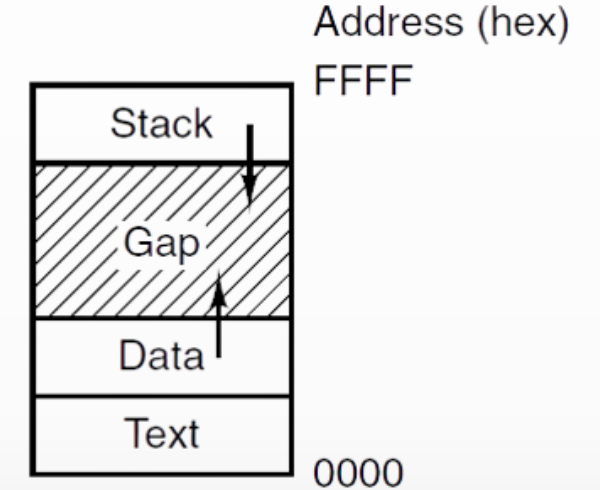 Address (hex)
FFFF
Stack
Gap
Data
Text
0000